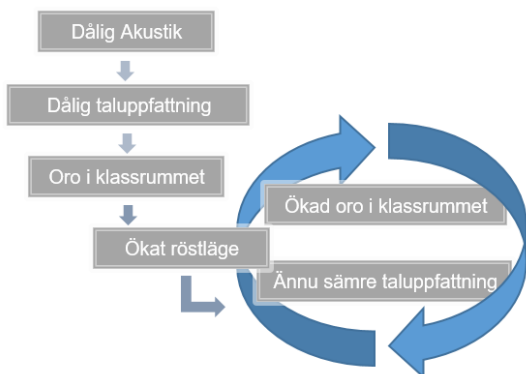 Dålig Akustik
Dålig taluppfattning
Oro i klassrummet
Ökat röstläge
Ökad oro i klassrummet
Ännu sämre taluppfattning